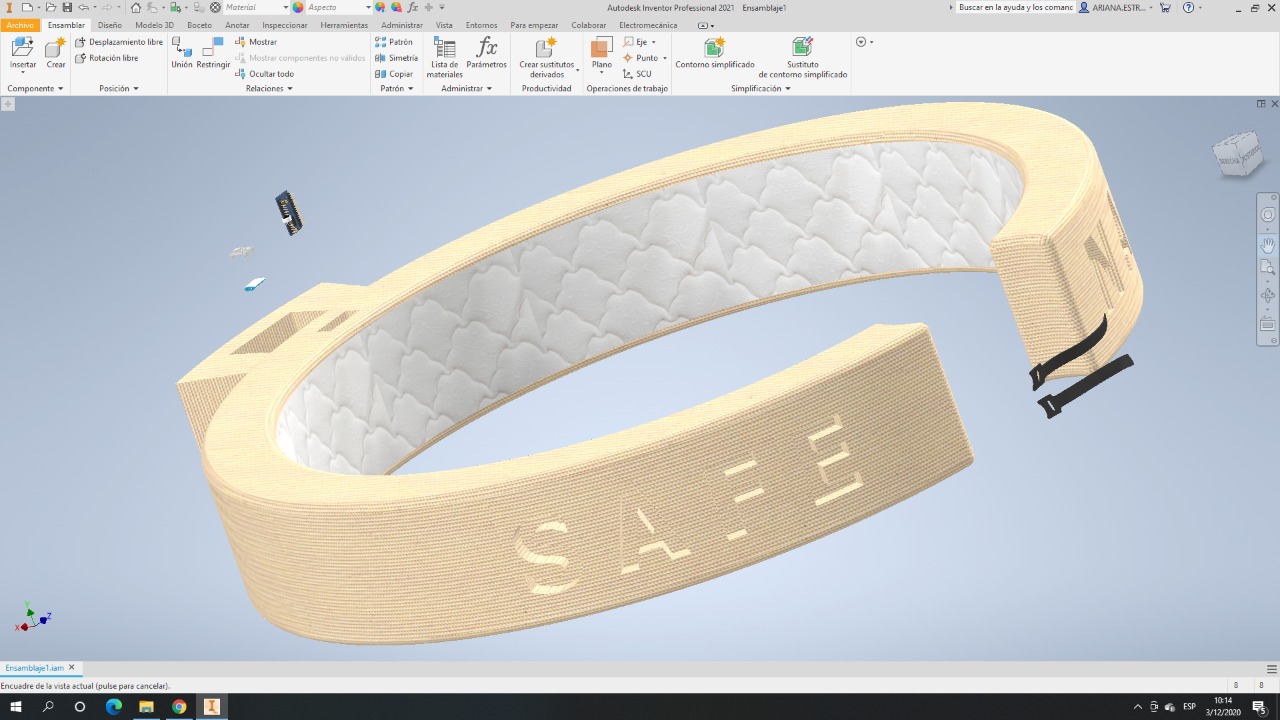 Material
Aspecto
Autodesk Inventor Professional 2021 Ensamblaje1
Buscar en la ayuda y los comanc
ARIANA.ESTR...
Archivo Ensamblar Diseño Modelo 3D Boceto Anotar Inspeccionar Herramientas Administrar Vista Entornos Para empezar Colaborar Electromecánica
Insertar
Crear
Desplazamiento libre
Rotación libre
Unión
Restringir
Mostrar
Mostrar componentes no válidos
Ocultar todo
Patrón
Simetría
Copiar
Lista de
materiales
fx
Parámetros
Crear sustitutos
derivados
Plano
Eje
Punto
SCU
Contorno simplificado
Sustituto
de contorno simplificado
Componente Posición Relaciones Patrón Administrar Productividad Operaciones de trabajo Simplificación
SAFE
Y
Z
X
Ensamblaje1.iam
Encuadre de la vista actual (pulse para cancelar).
8 8
ESP
10:14
3/12/2020